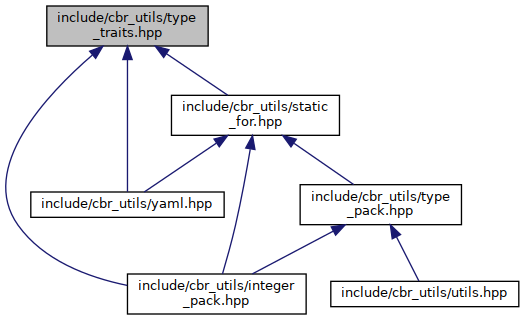 include/cbr_utils/type
_traits.hpp
include/cbr_utils/static
_for.hpp
include/cbr_utils/yaml.hpp
include/cbr_utils/type
_pack.hpp
include/cbr_utils/integer
_pack.hpp
include/cbr_utils/utils.hpp